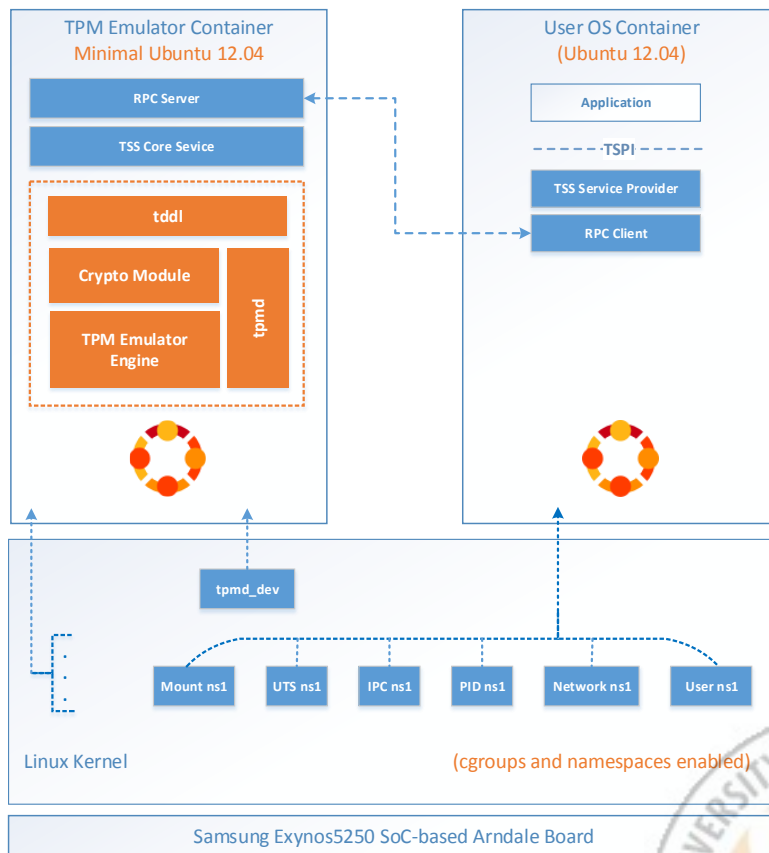 TPM Emulator Container
Minimal Ubuntu 12.04
RPC Server
TSS Core Sevice
tddl
Crypto Module
TPM Emulator
Engine
tpmd
User OS Container
(Ubuntu 12.04)
Application
TSPI
TSS Service Provider
RPC Client
tpmd_dev
Mount ns1
UTS ns1
IPC ns1
PID ns1
Network ns1
User ns1
Linux Kernel
(cgroups and namespaces enabled)
Samsung Exynos5250 SoC-based Arndale Board
VERSITY